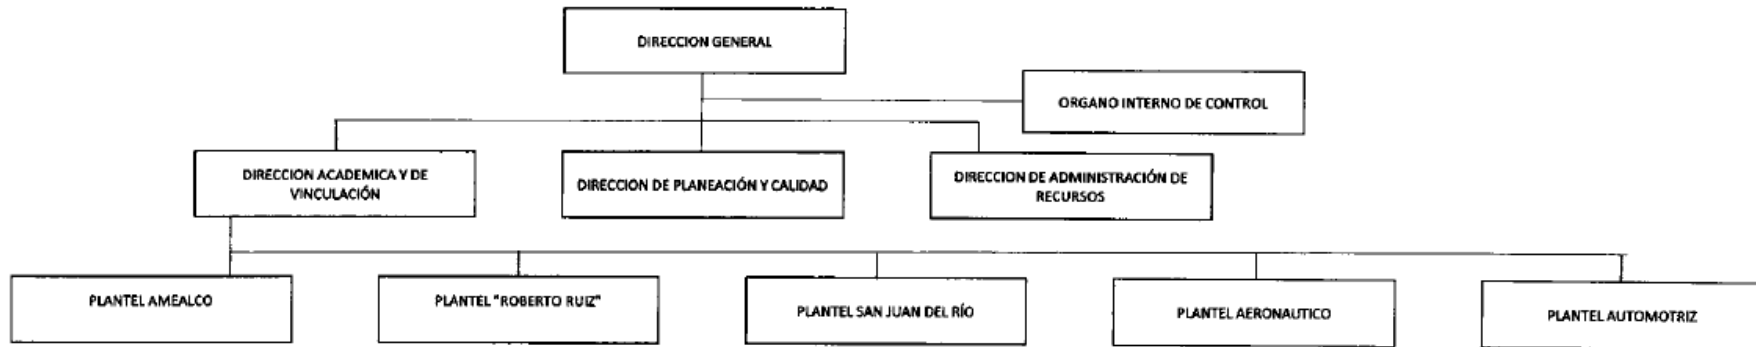 DIRECCION GENERAL
ORGANO INTERNO DE CONTROL
DIRECCION ACADEMICA Y DE
VINCULACIÓN
DIRECCION DE PLANEACIÓN Y CALIDAD
DIRECCION DE ADMINISTRACIÓN DE
RECURSOS
PLANTEL AMEALCO
PLANTEL "ROBERTO RUIZ"
PLANTEL SAN JUAN DEL RÍO
PLANTEL AERONAUTICO
PLANTEL AUTOMOTRIZ